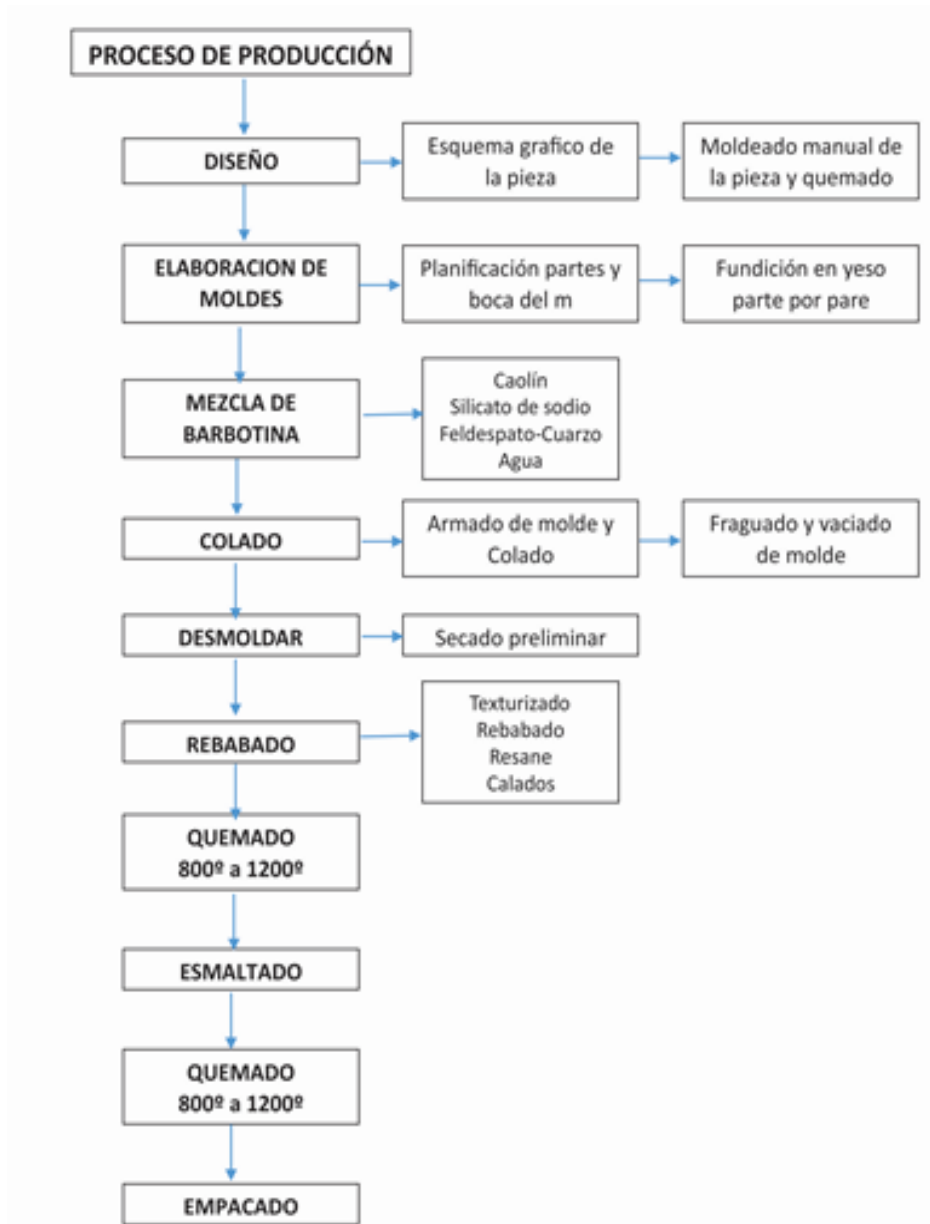 PROCESO DE PRODUCCIÓN
DISEÑO
Esquema grafico de
la pieza
Moldeado manual de
la pieza y quemado
ELABORACION DE
MOLDES
Planificación partes y
boca del m
Fundición en yeso
parte por pare
MEZCLA DE
BARBOTINA
Caolín
Silicato de sodio
Feldespato-Cuarzo
Agua
COLADO
Armado de molde y
Colado
Fraguado y vaciado
de molde
DESMOLDAR
Secado preliminar
REBABADO
Texturizado
Rebabado
Resane
Calados
QUEMADO
800º a 1200º
ESMALTADO
QUEMADO
800º a 1200º
EMPACADO